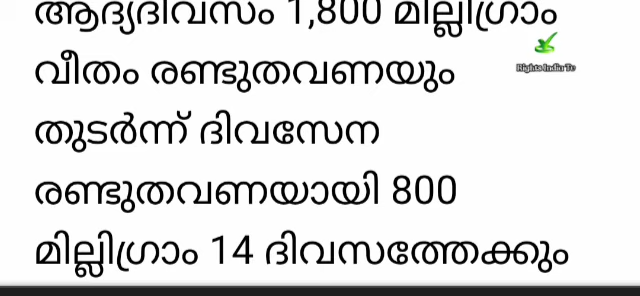 ആദ്യദിവസം 1,800 മില്ലിഗ്രാം
വീതം രണ്ടുതവണയും
തുടർന്ന് ദിവസേന
രണ്ടുതവണയായി 800
മില്ലിഗ്രാം 14 ദിവസത്തേക്കും